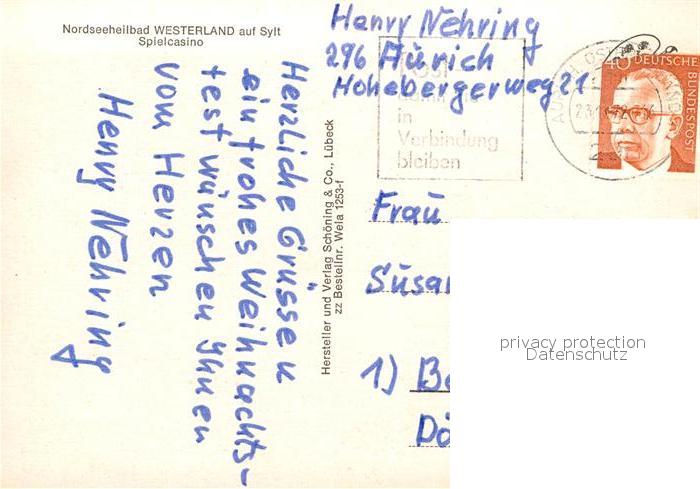 Nordseeheilbad WESTERLAND auf Sylt
Spielcasino
Henry Nehring
296 Aurich
Hohebergerweg 21
Herzliche Grüsse u
ein frohes Weihnachts-
fest wünschen Ihnen
vom Herzen
Henry Nehring
Hersteller und Verlag Schöning & Co., Lübeck
zz Bestellnr. Wela 1253-f
in
Verbindung
bleiben
40 DEUTSCHE
BUNDESPOST
Frau
Susan
1) Be
Dö
privacy protection
Datenschutz